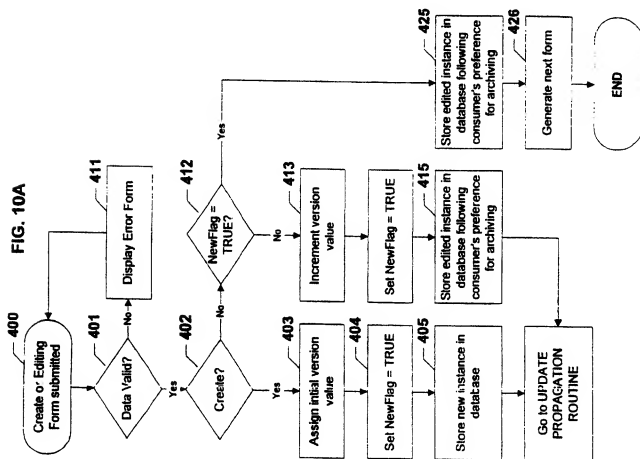 FIG. 10A
400
Create or Editing
Form submitted
401
Data Valid?
No
411
Display Error Form
Yes
402
Create?
No
412
NewFlag =
TRUE?
Yes
Yes
403
Assign intial version
value
404
Set NewFlag = TRUE
405
Store new instance in
database
No
413
Increment version
value
Set NewFlag = TRUE
415
Store edited instance in
database following
consumer's preference
for archiving
Go to UPDATE
PROPAGATION
ROUTINE
425
Store edited instance in
database following
consumer's preference
for archiving
426
Generate next form
END